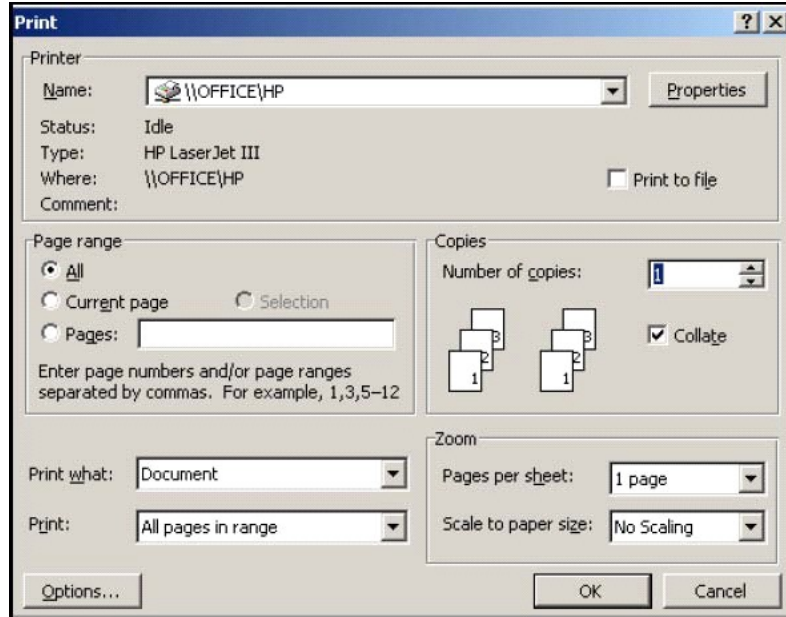 Print
Printer
Name: \\OFFICE\HP Properties
Status: Idle
Type: HP LaserJet III
Where: \\OFFICE\HP Print to file
Comment:
Page range
All
Current page Selection
Pages:
Enter page numbers and/or page ranges
separated by commas. For example, 1,3,5–12
Copies
Number of copies: 1
1 2 3 1 2 3 Collate
Print what: Document
Print: All pages in range
Zoom
Pages per sheet: 1 page
Scale to paper size: No Scaling
Options... OK Cancel